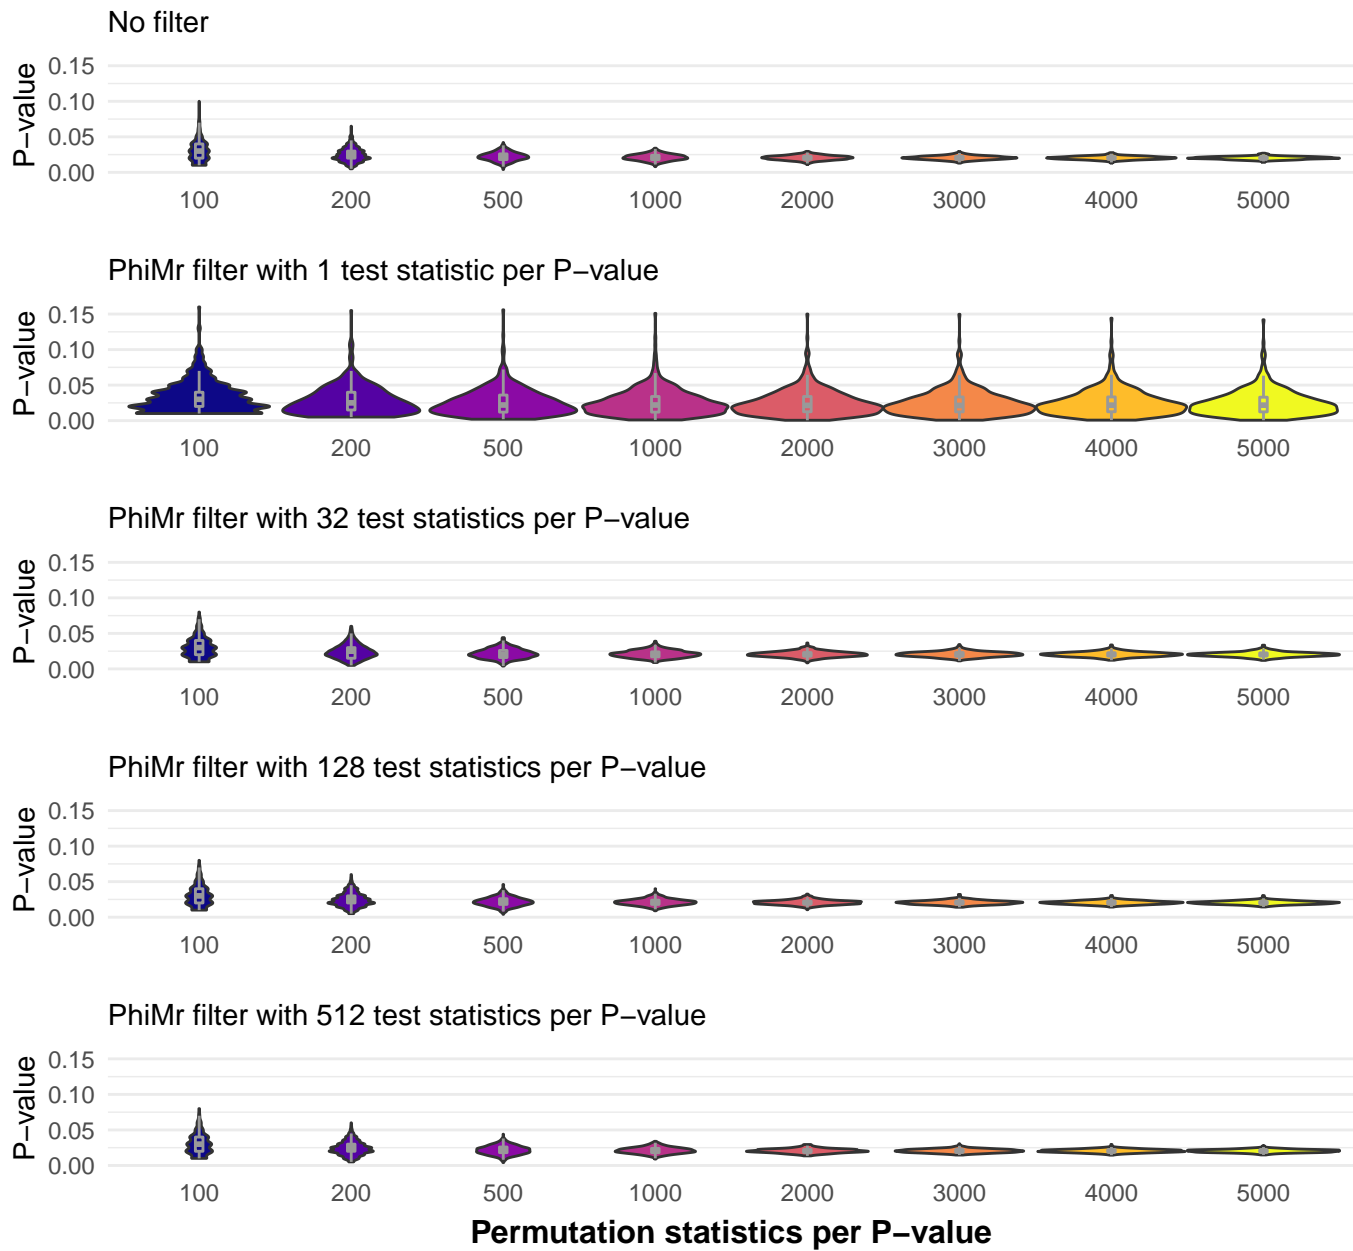 No filter
P-value
0.15
0.10
0.05
0.00
100 200 500 1000 2000 3000 4000 5000
PhiMr filter with 1 test statistic per P-value
P-value
0.15
0.10
0.05
0.00
100 200 500 1000 2000 3000 4000 5000
PhiMr filter with 32 test statistics per P-value
P-value
0.15
0.10
0.05
0.00
100 200 500 1000 2000 3000 4000 5000
PhiMr filter with 128 test statistics per P-value
P-value
0.15
0.10
0.05
0.00
100 200 500 1000 2000 3000 4000 5000
PhiMr filter with 512 test statistics per P-value
P-value
0.15
0.10
0.05
0.00
100 200 500 1000 2000 3000 4000 5000
Permutation statistics per P-value